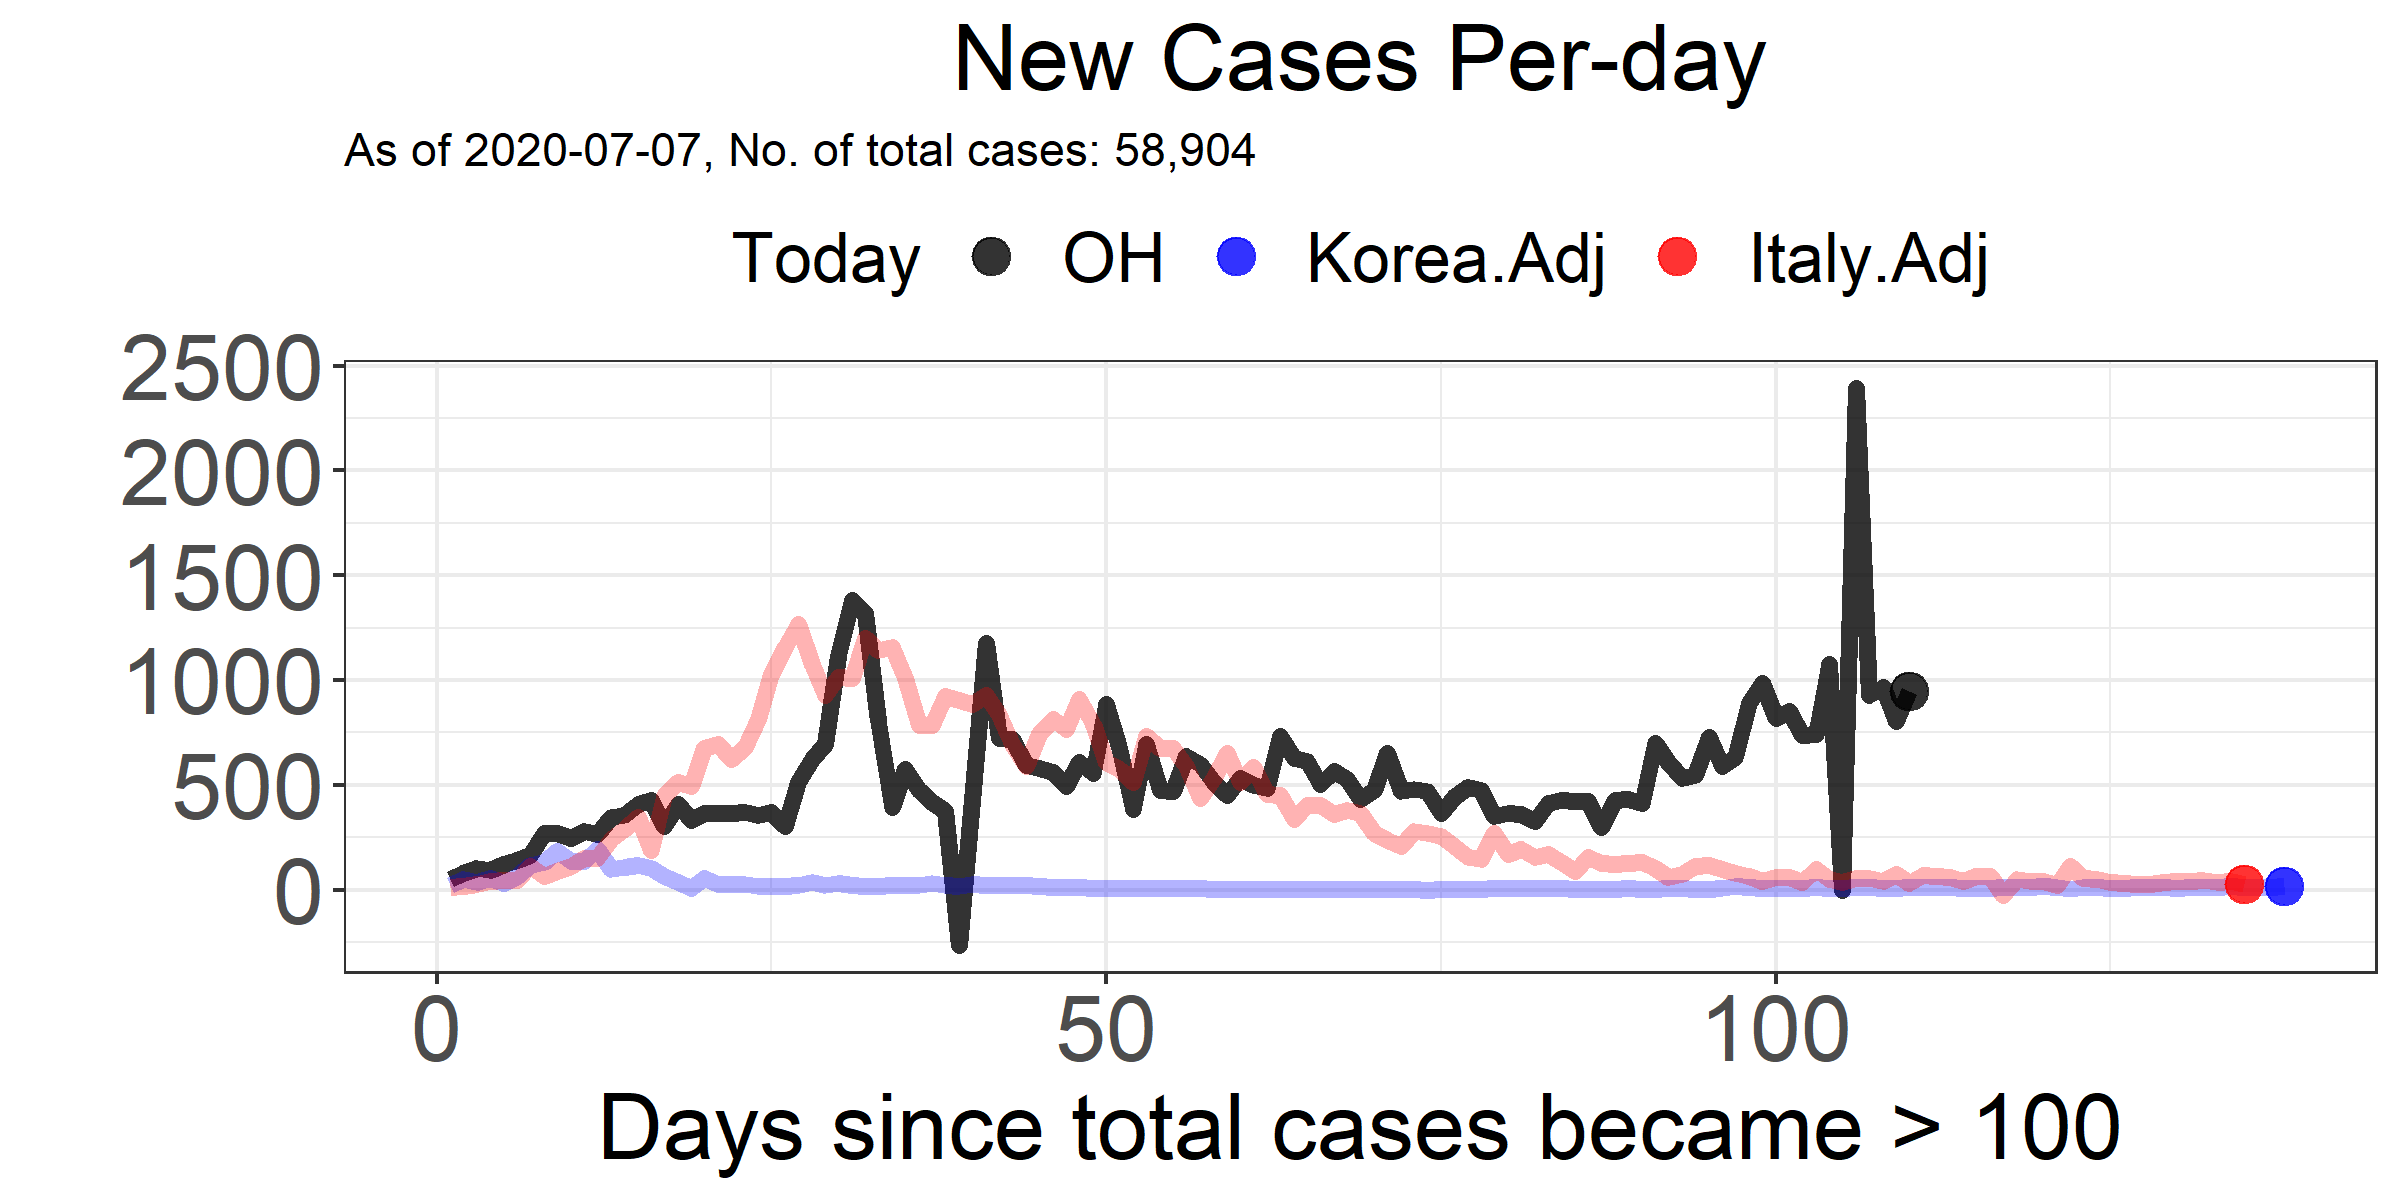 New Cases Per-day
As of 2020-07-07, No. of total cases: 58,904
Today OH Korea.Adj Italy.Adj
2500
2000
1500
1000
500
0
0 50 100
Days since total cases became > 100